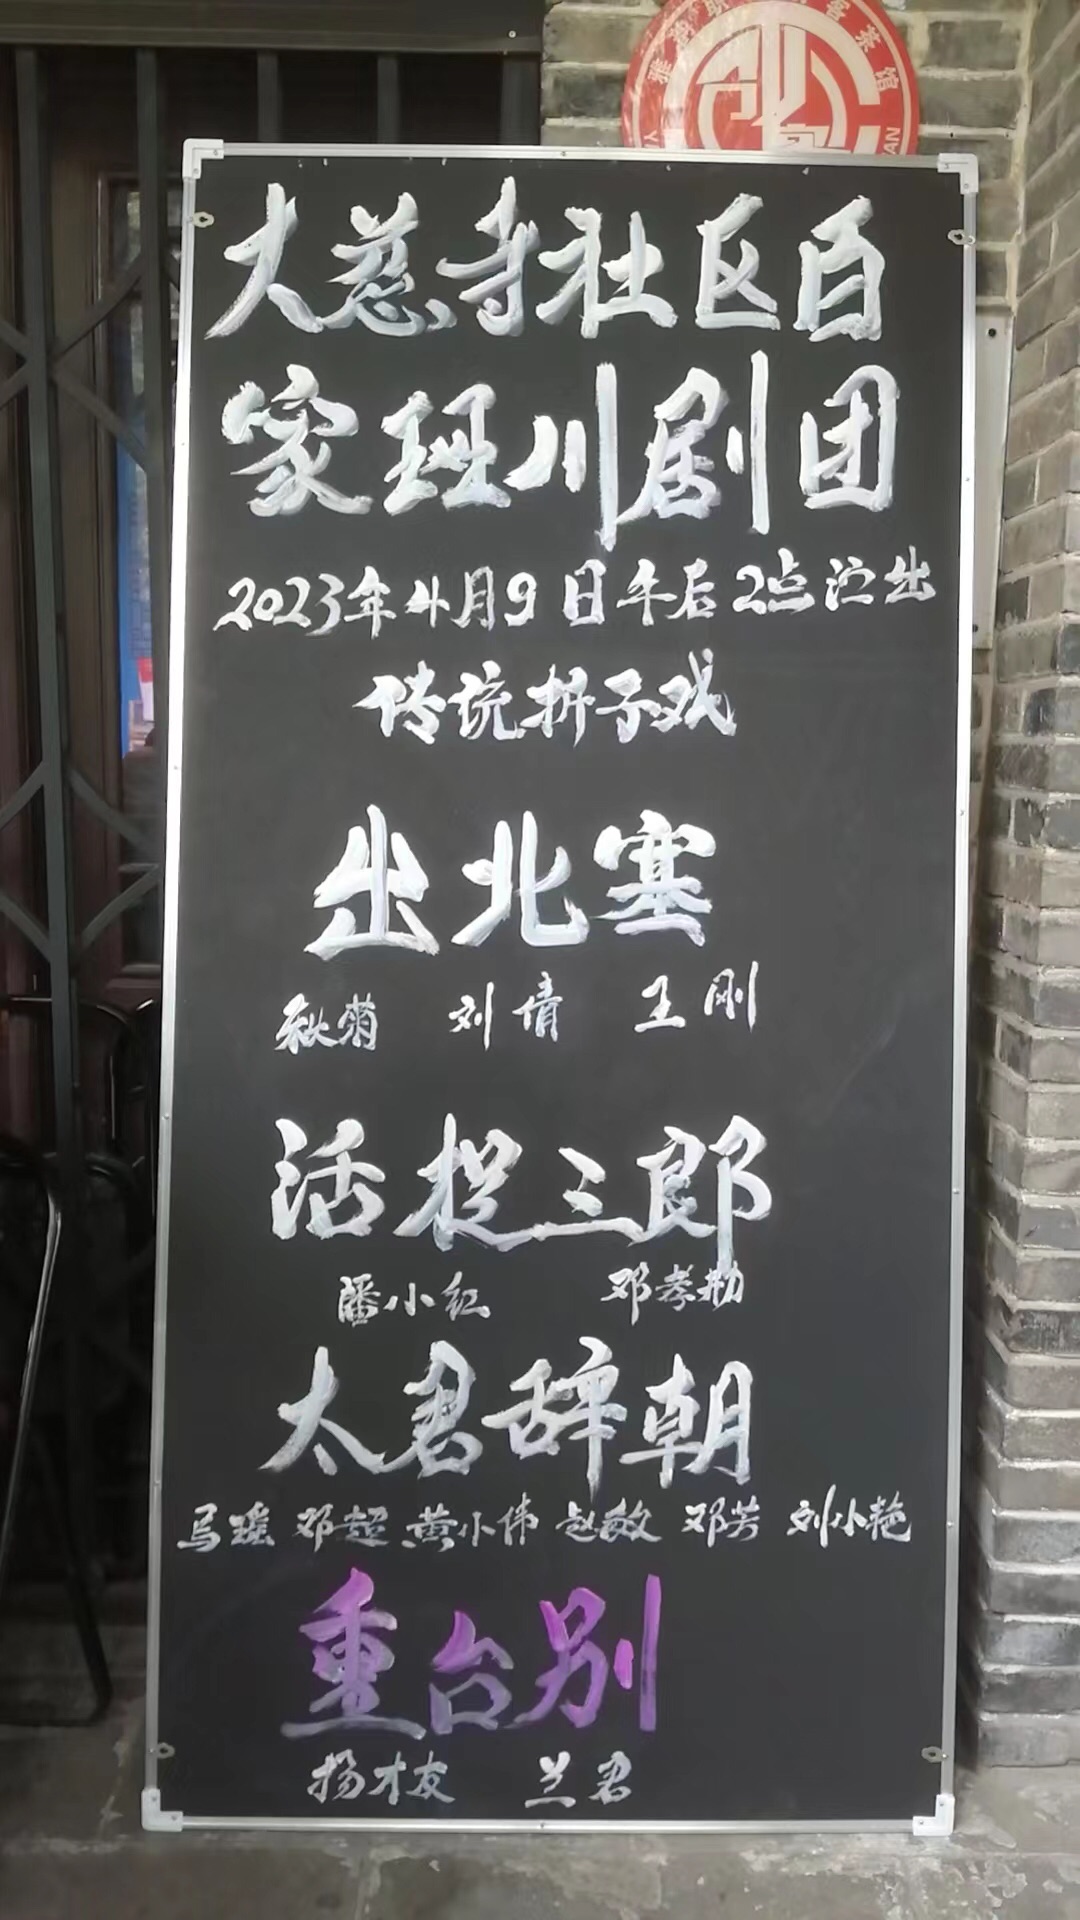 大慈寺社区百
家班川剧团
2023年4月9日午后2点演出
传统折子戏
出北塞
秋菊 刘倩 王刚
活捉三郎
潘小红 邓孝勤
太君辞朝
马瑶 邓超 黄小伟 赵敏 邓芳 刘小艳
重台别
扬才友 兰君